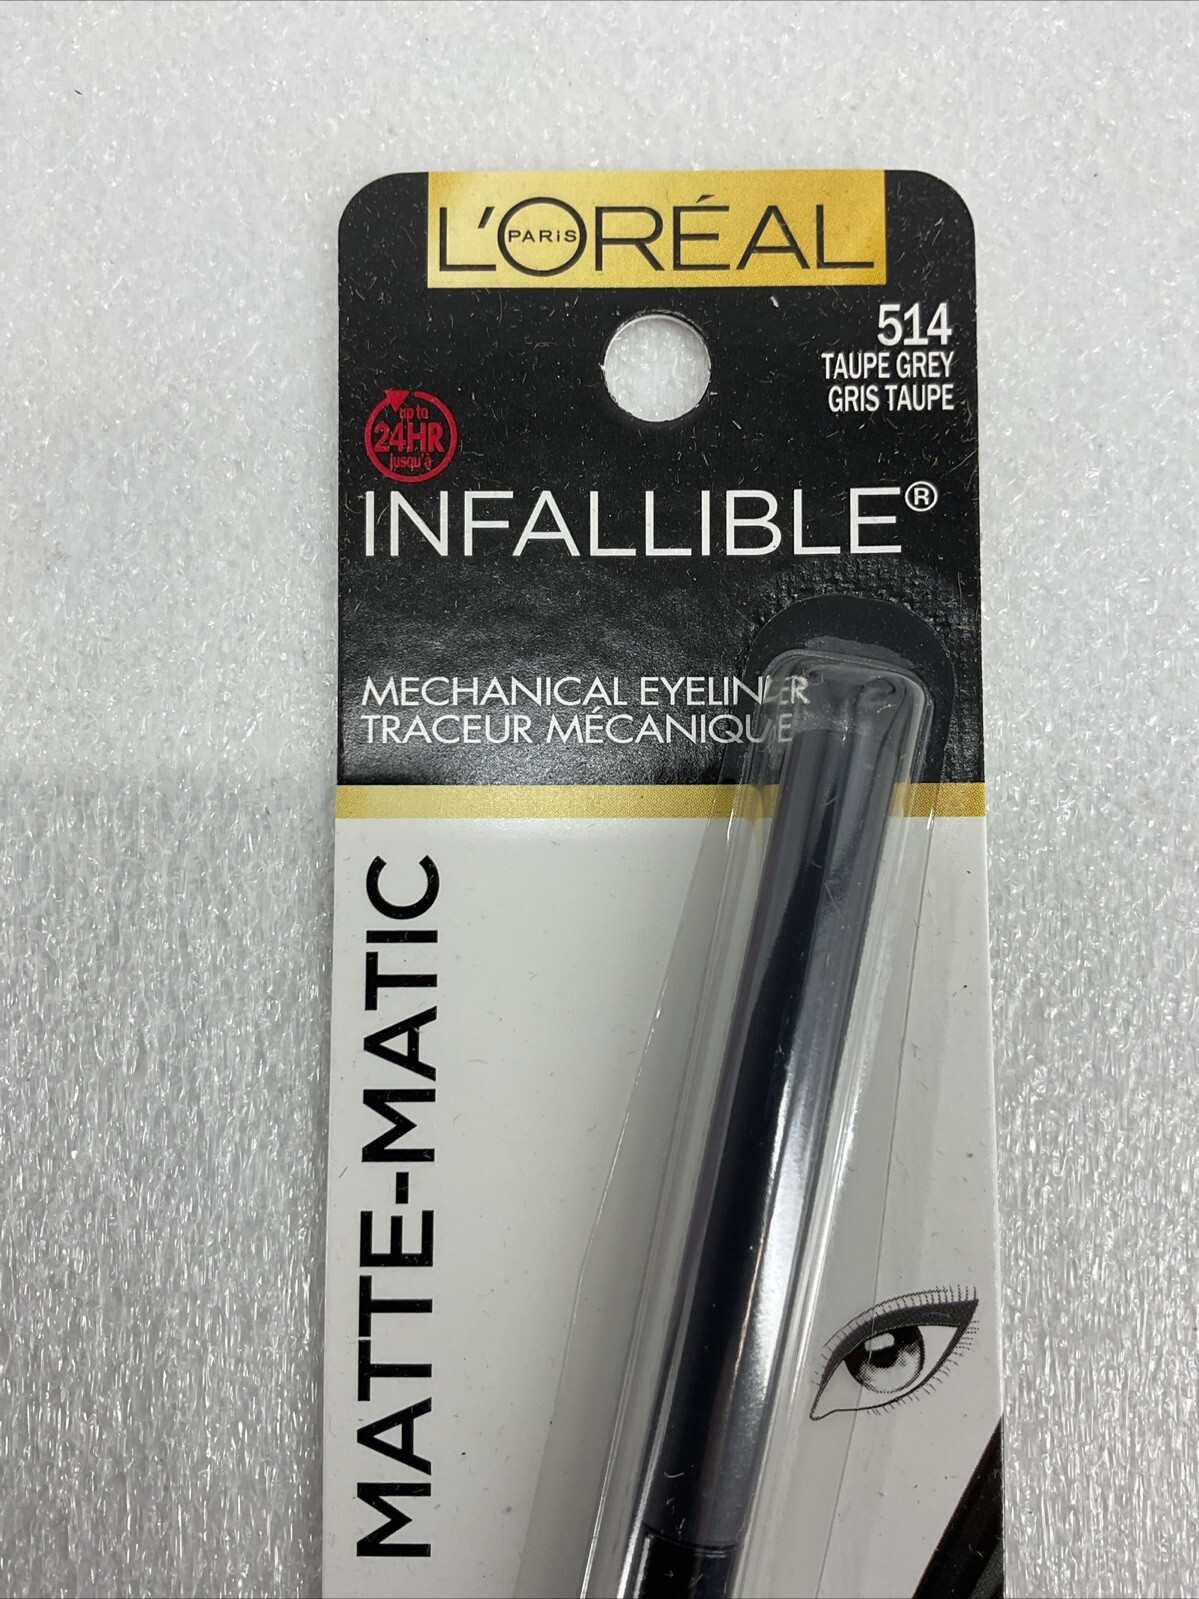 L'ORÉAL
PARiS
514
TAUPE GREY
GRIS TAUPE
up to
24HR
jusqu'à
INFALLIBLE®
MECHANICAL EYELINER
TRACEUR MÉCANIQUE
MATTE-MATIC